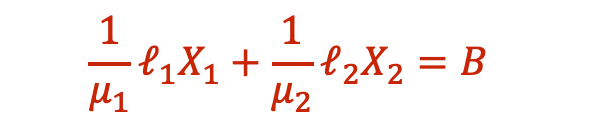 1/μ₁ ℓ₁X₁ + 1/μ₂ ℓ₂X₂ = B